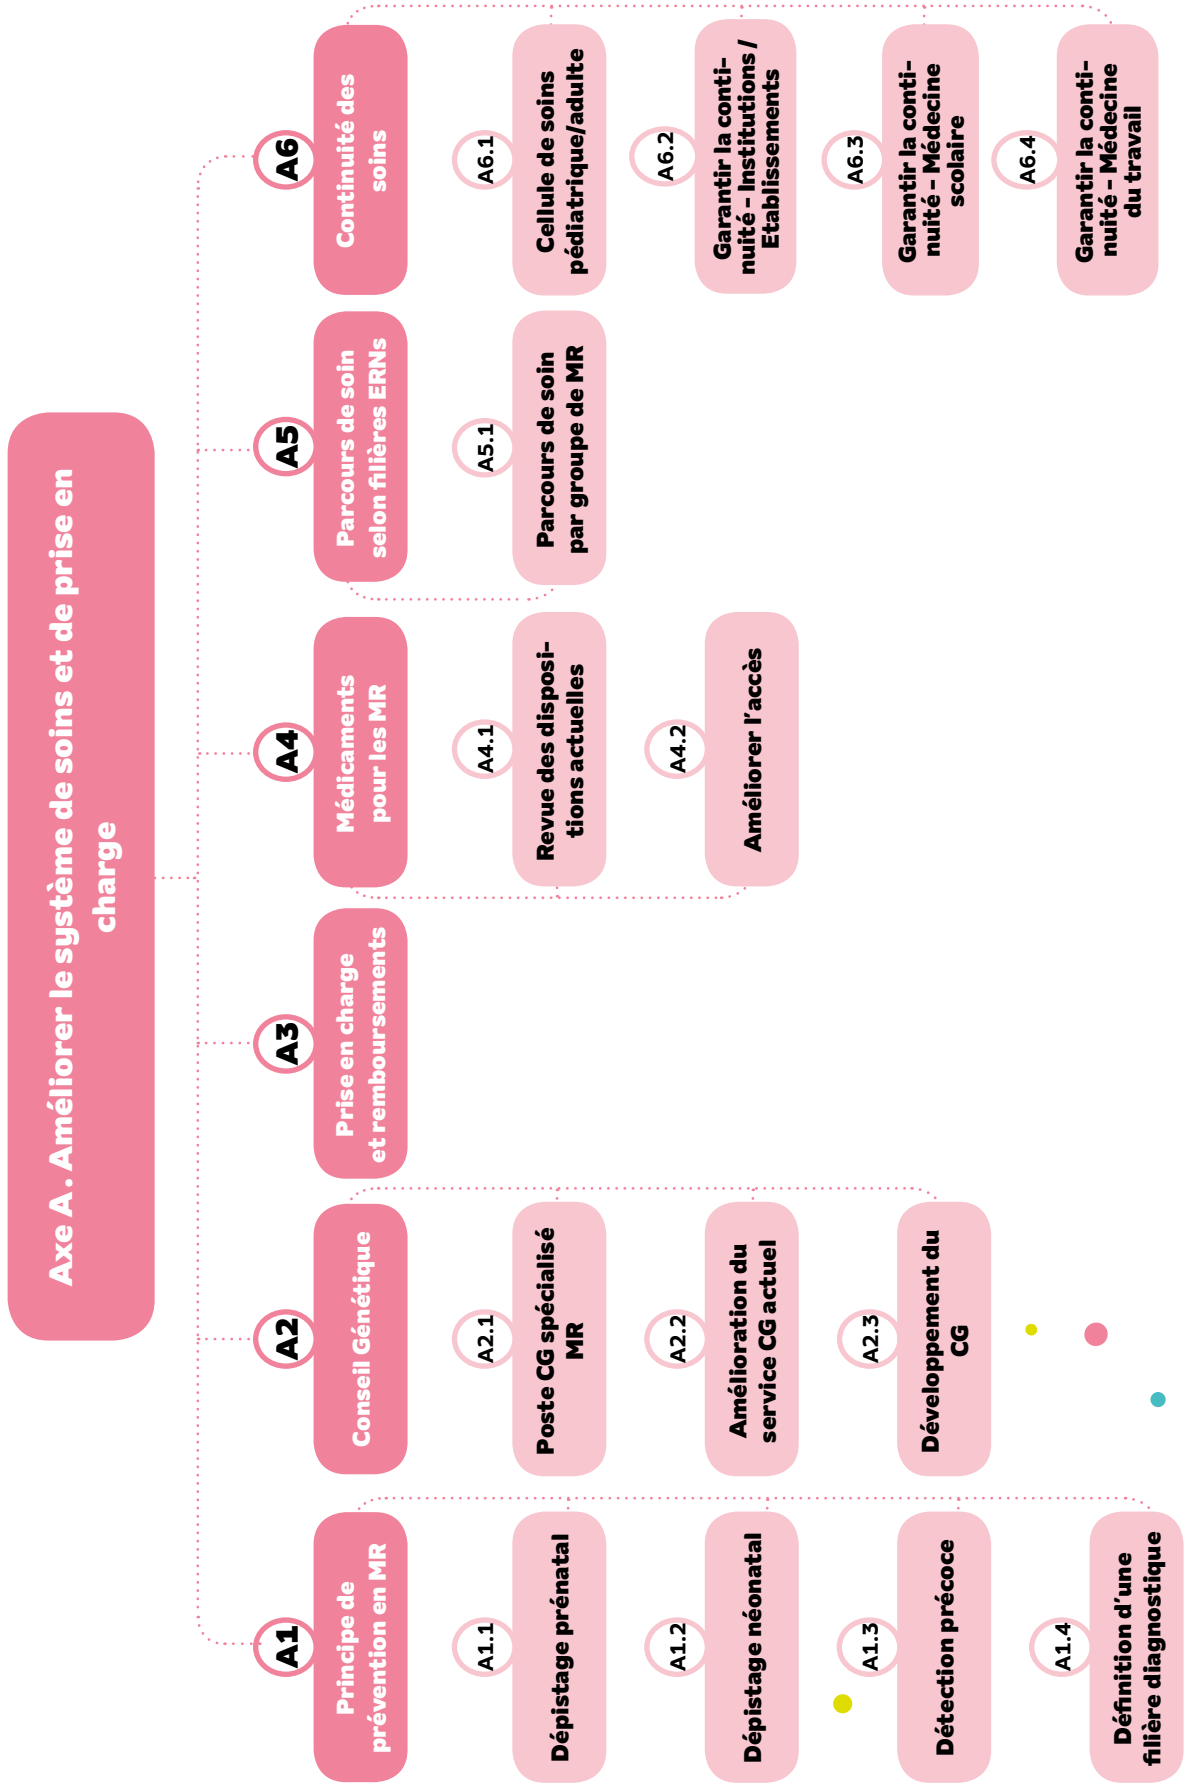 Axe A. Améliorer le système de soins et de prise en
charge
A1
Principe de
prévention en MR
A1.1
Dépistage prénatal
A1.2
Dépistage néonatal
A1.3
Détection précoce
A1.4
Définition d'une
filière diagnostique
A2
Conseil Génétique
A2.1
Poste CG spécialisé
MR
A2.2
Amélioration du
service CG actuel
A2.3
Développement du
CG
A3
Prise en charge
et remboursements
A4
Médicaments
pour les MR
A4.1
Revue des disposi-
tions actuelles
A4.2
Améliorer l'accès
A5
Parcours de soin
selon filières ERNs
A5.1
Parcours de soin
par groupe de MR
A6
Continuité des
soins
A6.1
Cellule de soins
pédiatrique/adulte
A6.2
Garantir la conti-
nuité - Institutions /
Etablissements
A6.3
Garantir la conti-
nuité - Médecine
scolaire
A6.4
Garantir la conti-
nuité - Médecine
du travail